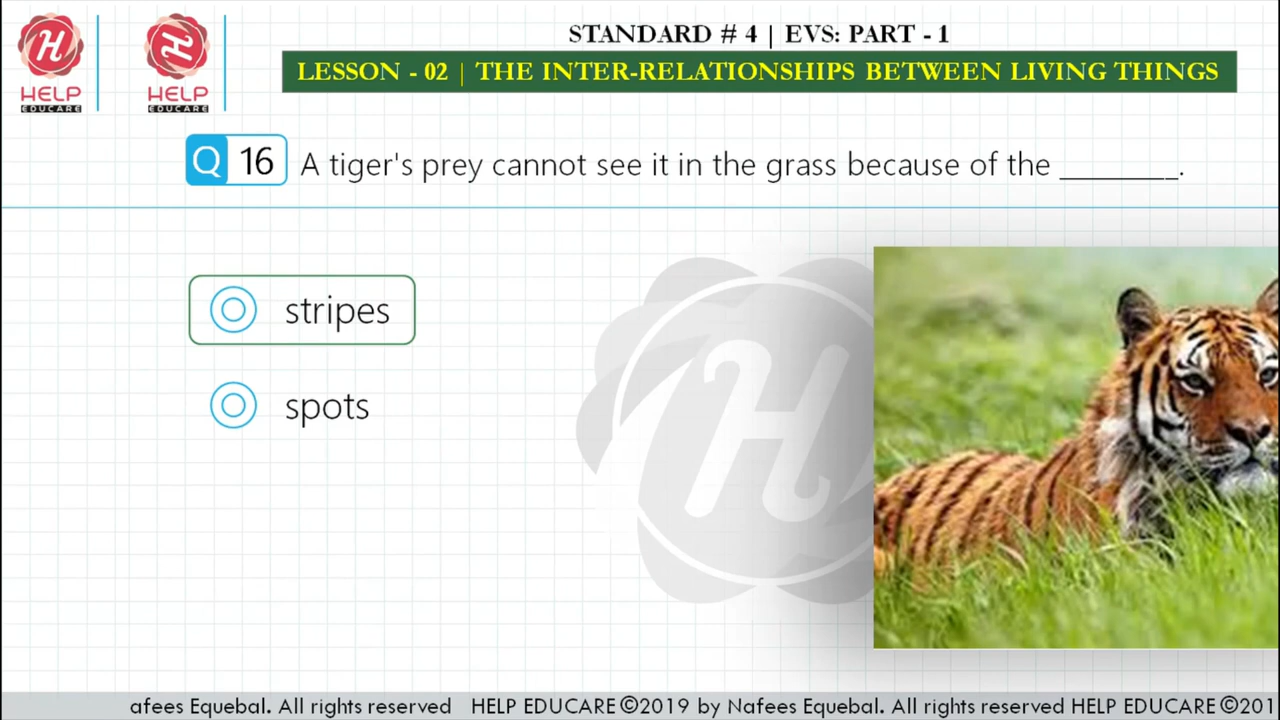 HELP
EDUCARE
HELP
EDUCARE
STANDARD # 4 | EVS: PART - 1
LESSON - 02 | THE INTER-RELATIONSHIPS BETWEEN LIVING THINGS
Q 16 A tiger's prey cannot see it in the grass because of the ________.
stripes
spots
afees Equebal. All rights reserved HELP EDUCARE ©2019 by Nafees Equebal. All rights reserved HELP EDUCARE ©201